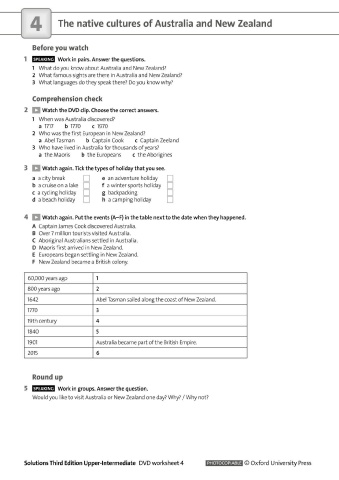 4 The native cultures of Australia and New Zealand
Before you watch
1 SPEAKING Work in pairs. Answer the questions.
1 What do you know about Australia and New Zealand?
2 What famous sights are there in Australia and New Zealand?
3 What languages do they speak there? Do you know why?
Comprehension check
2 Watch the DVD clip. Choose the correct answers.
1 When was Australia discovered?
a 1717 b 1770 c 1970
2 Who was the first European in New Zealand?
a Abel Tasman b Captain Cook c Captain Zeeland
3 Who have lived in Australia for thousands of years?
a the Maoris b the Europeans c the Aborigines
3 Watch again. Tick the types of holiday that you see.
a a city break e an adventure holiday
b a cruise on a lake f a winter sports holiday
c a cycling holiday g backpacking
d a beach holiday h a camping holiday
4 Watch again. Put the events (A–F) in the table next to the date when they happened.
A Captain James Cook discovered Australia.
B Over 7 million tourists visited Australia.
C Aboriginal Australians settled in Australia.
D Maoris first arrived in New Zealand.
E Europeans began settling in New Zealand.
F New Zealand became a British colony.
60,000 years ago 1
800 years ago 2
1642 Abel Tasman sailed along the coast of New Zealand.
1770 3
19th century 4
1840 5
1901 Australia became part of the British Empire.
2015 6
Round up
5 SPEAKING Work in groups. Answer the question.
Would you like to visit Australia or New Zealand one day? Why? / Why not?
Solutions Third Edition Upper-Intermediate DVD worksheet 4 PHOTOCOPIABLE © Oxford University Press